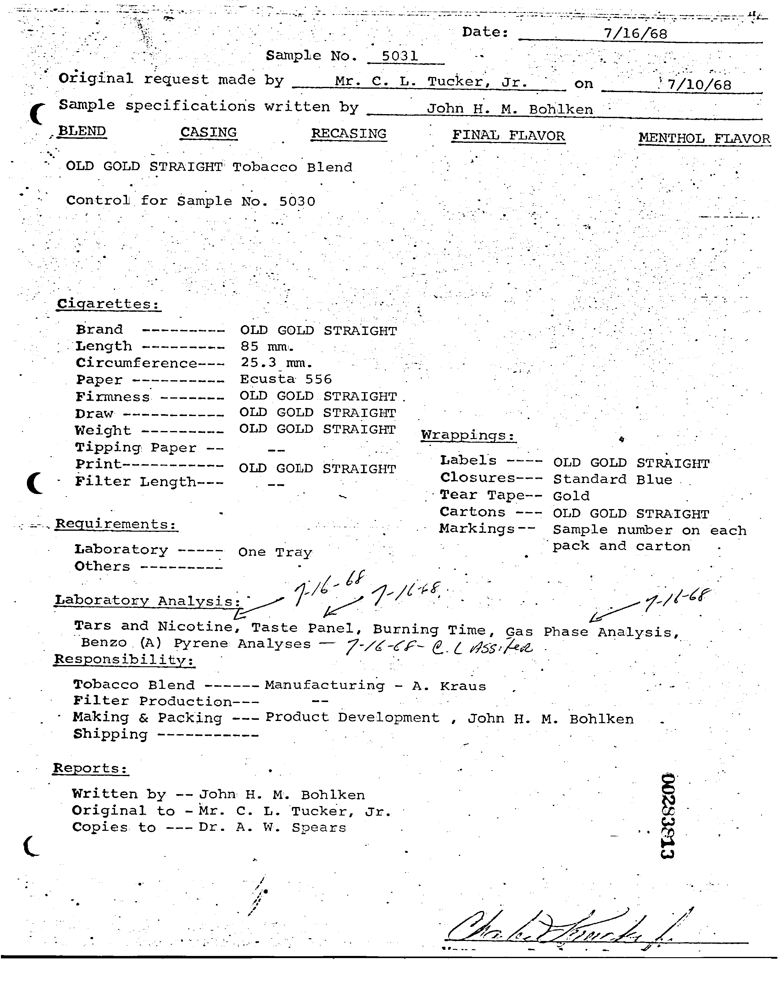 Date: 7/16/68
Sample No. 5031
Original request made by Mr. C. L. Tucker, Jr. on 7/10/68
Sample specifications written by John H. M. Bohlken
BLEND CASING RECASING FINAL FLAVOR MENTHOL FLAVOR
OLD GOLD STRAIGHT Tobacco Blend
Control for Sample No. 5030
Cigarettes:
Brand --------- OLD GOLD STRAIGHT
Length --------- 85 mm.
Circumference--- 25.3 mm.
Paper ---------- Ecusta 556
Firmness ------- OLD GOLD STRAIGHT.
Draw ----------- OLD GOLD STRAIGHT
Weight --------- OLD GOLD STRAIGHT
Tipping Paper -- --
Print----------- OLD GOLD STRAIGHT
Filter Length--- --
Wrappings:
Labels ---- OLD GOLD STRAIGHT
Closures--- Standard Blue
Tear Tape-- Gold
Cartons --- OLD GOLD STRAIGHT
Markings-- Sample number on each
pack and carton
Requirements:
Laboratory ----- One Tray
Others ---------
7-16-68 7-16-68 7-16-68
Laboratory Analysis:
Tars and Nicotine, Taste Panel, Burning Time, Gas Phase Analysis,
Benzo (A) Pyrene Analyses - 7-16-68 - C. L.
Responsibility:
Tobacco Blend ------ Manufacturing - A. Kraus
Filter Production--- --
Making & Packing --- Product Development , John H. M. Bohlken
Shipping -----------
Reports:
Written by -- John H. M. Bohlken
Original to - Mr. C. L. Tucker, Jr.
Copies to --- Dr. A. W. Spears
00283813